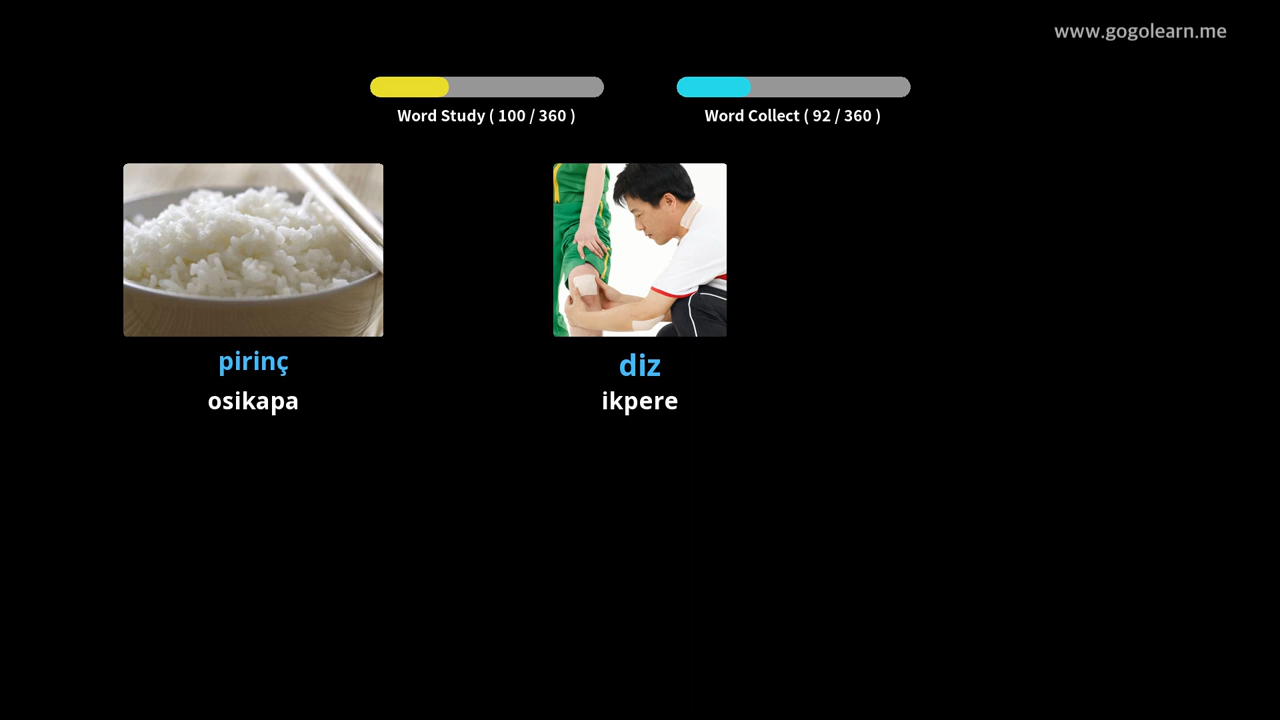 www.gogolearn.me
Word Study ( 100 / 360 )
Word Collect ( 92 / 360 )
pirinç
osikapa
diz
ikpere